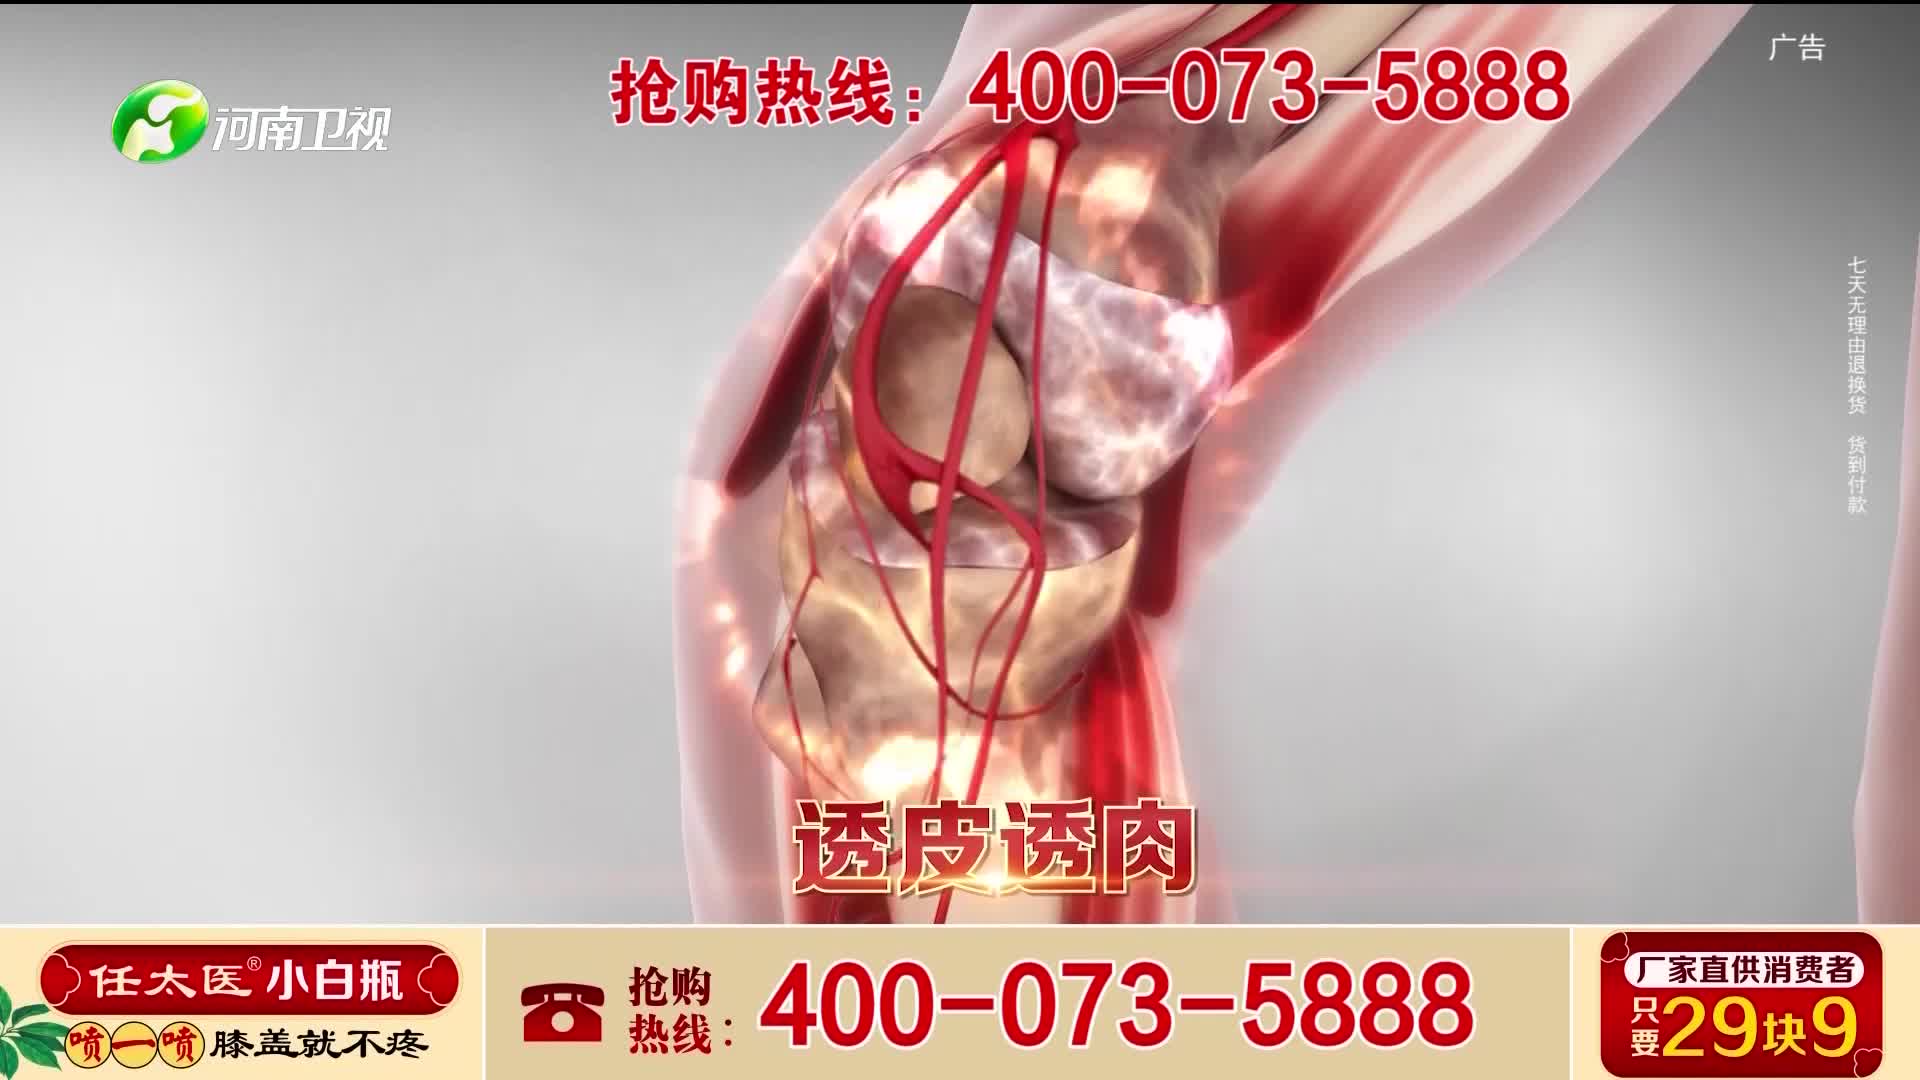 抢购热线：400-073-5888
广告
河南卫视
七天无理由退换货 货到付款
透皮透肉
任太医®小白瓶
喷一喷膝盖就不疼
抢购
热线：
400-073-5888
厂家直供消费者
只要29块9